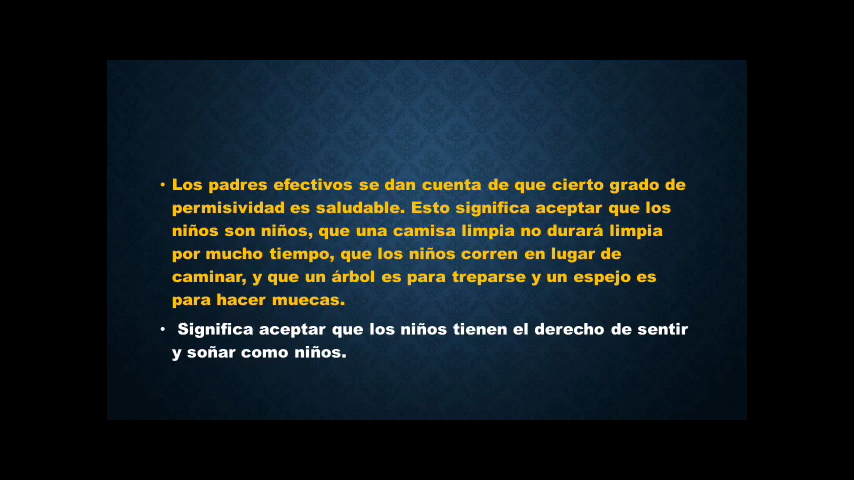 • Los padres efectivos se dan cuenta de que cierto grado de
permisividad es saludable. Esto significa aceptar que los
niños son niños, que una camisa limpia no durará limpia
por mucho tiempo, que los niños corren en lugar de
caminar, y que un árbol es para treparse y un espejo es
para hacer muecas.
• Significa aceptar que los niños tienen el derecho de sentir
y soñar como niños.